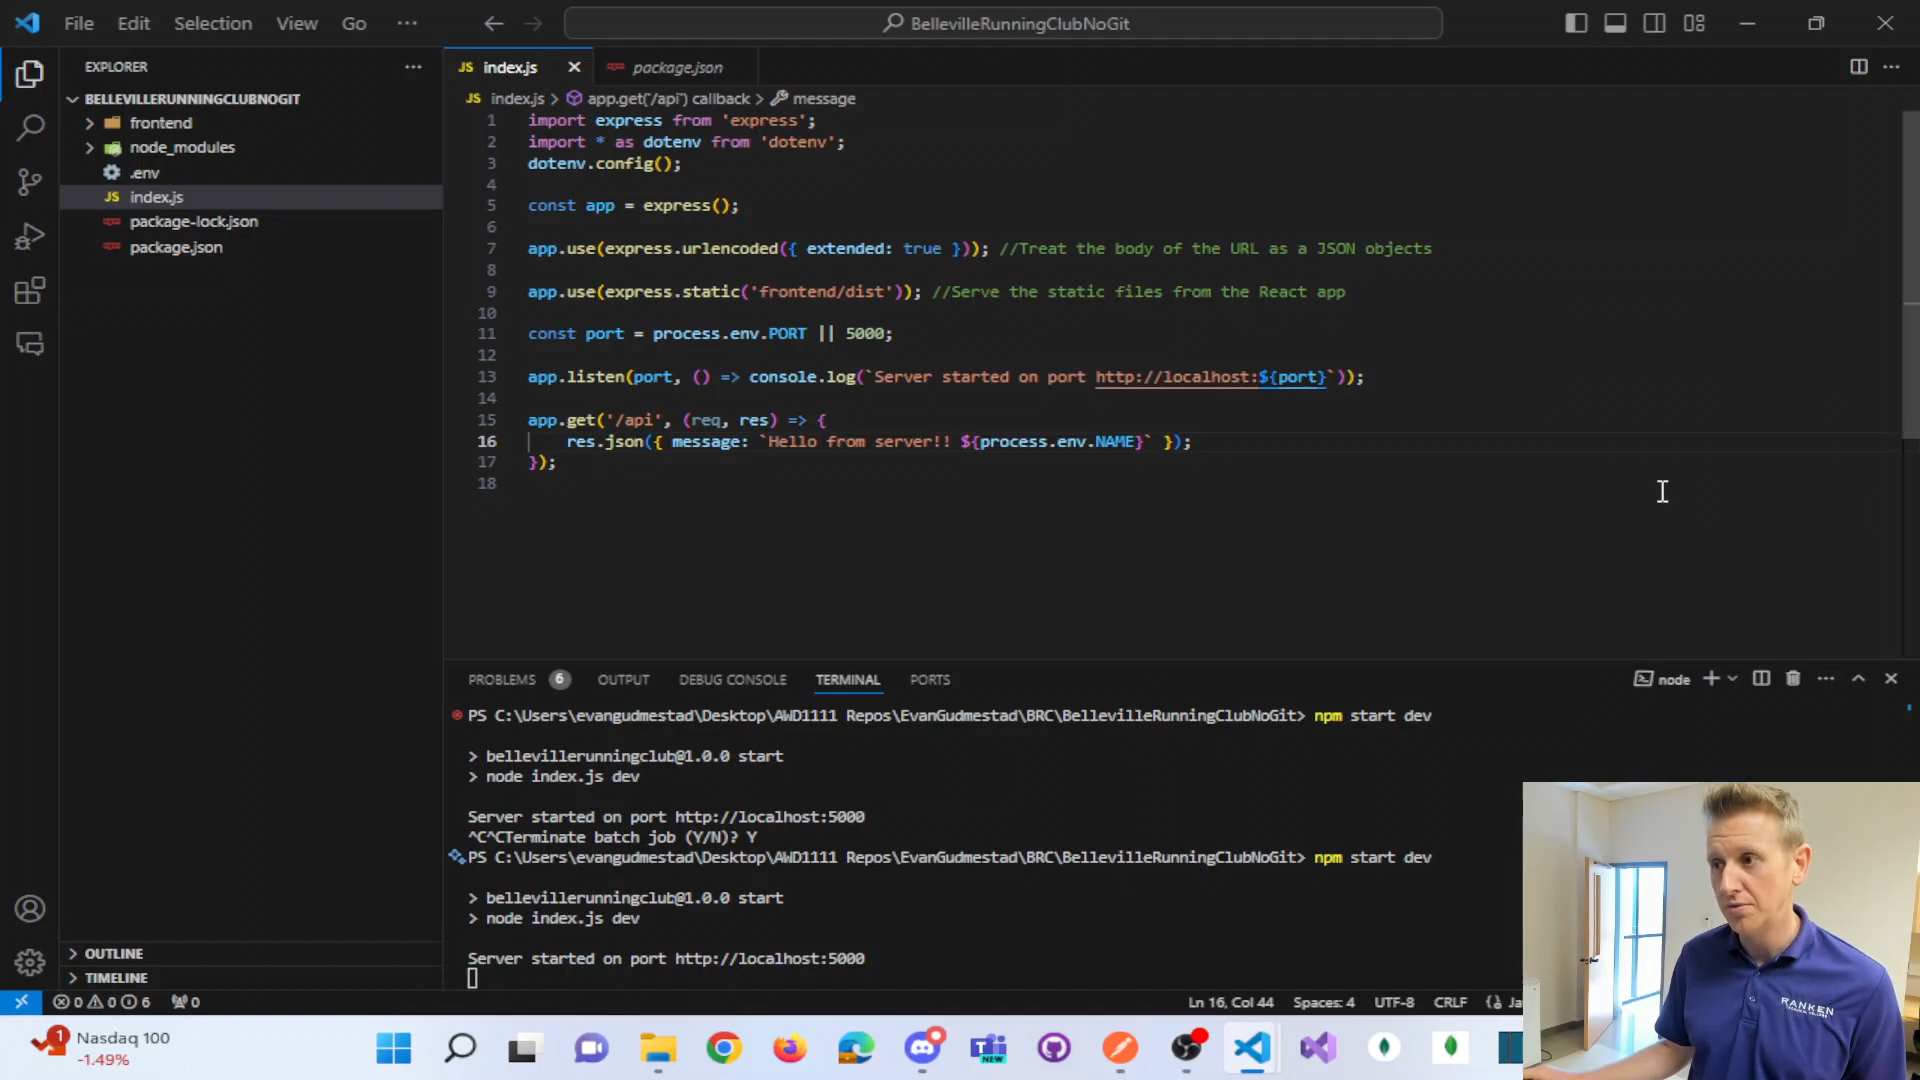 File Edit Selection View Go ···
BellevilleRunningClubNoGit
EXPLORER ···
BELLEVILLERUNNINGCLUBNOGIT
frontend
node_modules
.env
JS index.js
package-lock.json
package.json
OUTLINE
TIMELINE
JS index.js
package.json
JS index.js > app.get('/api') callback > message
1 import express from 'express';
2 import * as dotenv from 'dotenv';
3 dotenv.config();
4
5 const app = express();
6
7 app.use(express.urlencoded({ extended: true })); //Treat the body of the URL as a JSON objects
8
9 app.use(express.static('frontend/dist')); //Serve the static files from the React app
10
11 const port = process.env.PORT || 5000;
12
13 app.listen(port, () => console.log(`Server started on port http://localhost:${port}`));
14
15 app.get('/api', (req, res) => {
16 res.json({ message: `Hello from server!! ${process.env.NAME}` });
17 });
18
PROBLEMS 6 OUTPUT DEBUG CONSOLE TERMINAL PORTS
node
PS C:\Users\evangudmestad\Desktop\AWD1111 Repos\EvanGudmestad\BRC\BellevilleRunningClubNoGit> npm start dev
> bellevillerunningclub@1.0.0 start
> node index.js dev
Server started on port http://localhost:5000
^C^CTerminate batch job (Y/N)? Y
PS C:\Users\evangudmestad\Desktop\AWD1111 Repos\EvanGudmestad\BRC\BellevilleRunningClubNoGit> npm start dev
> bellevillerunningclub@1.0.0 start
> node index.js dev
Server started on port http://localhost:5000
RANKEN
0 0 6 0
Ln 16, Col 44 Spaces: 4 UTF-8 CRLF
1
Nasdaq 100
-1.49%
NEW